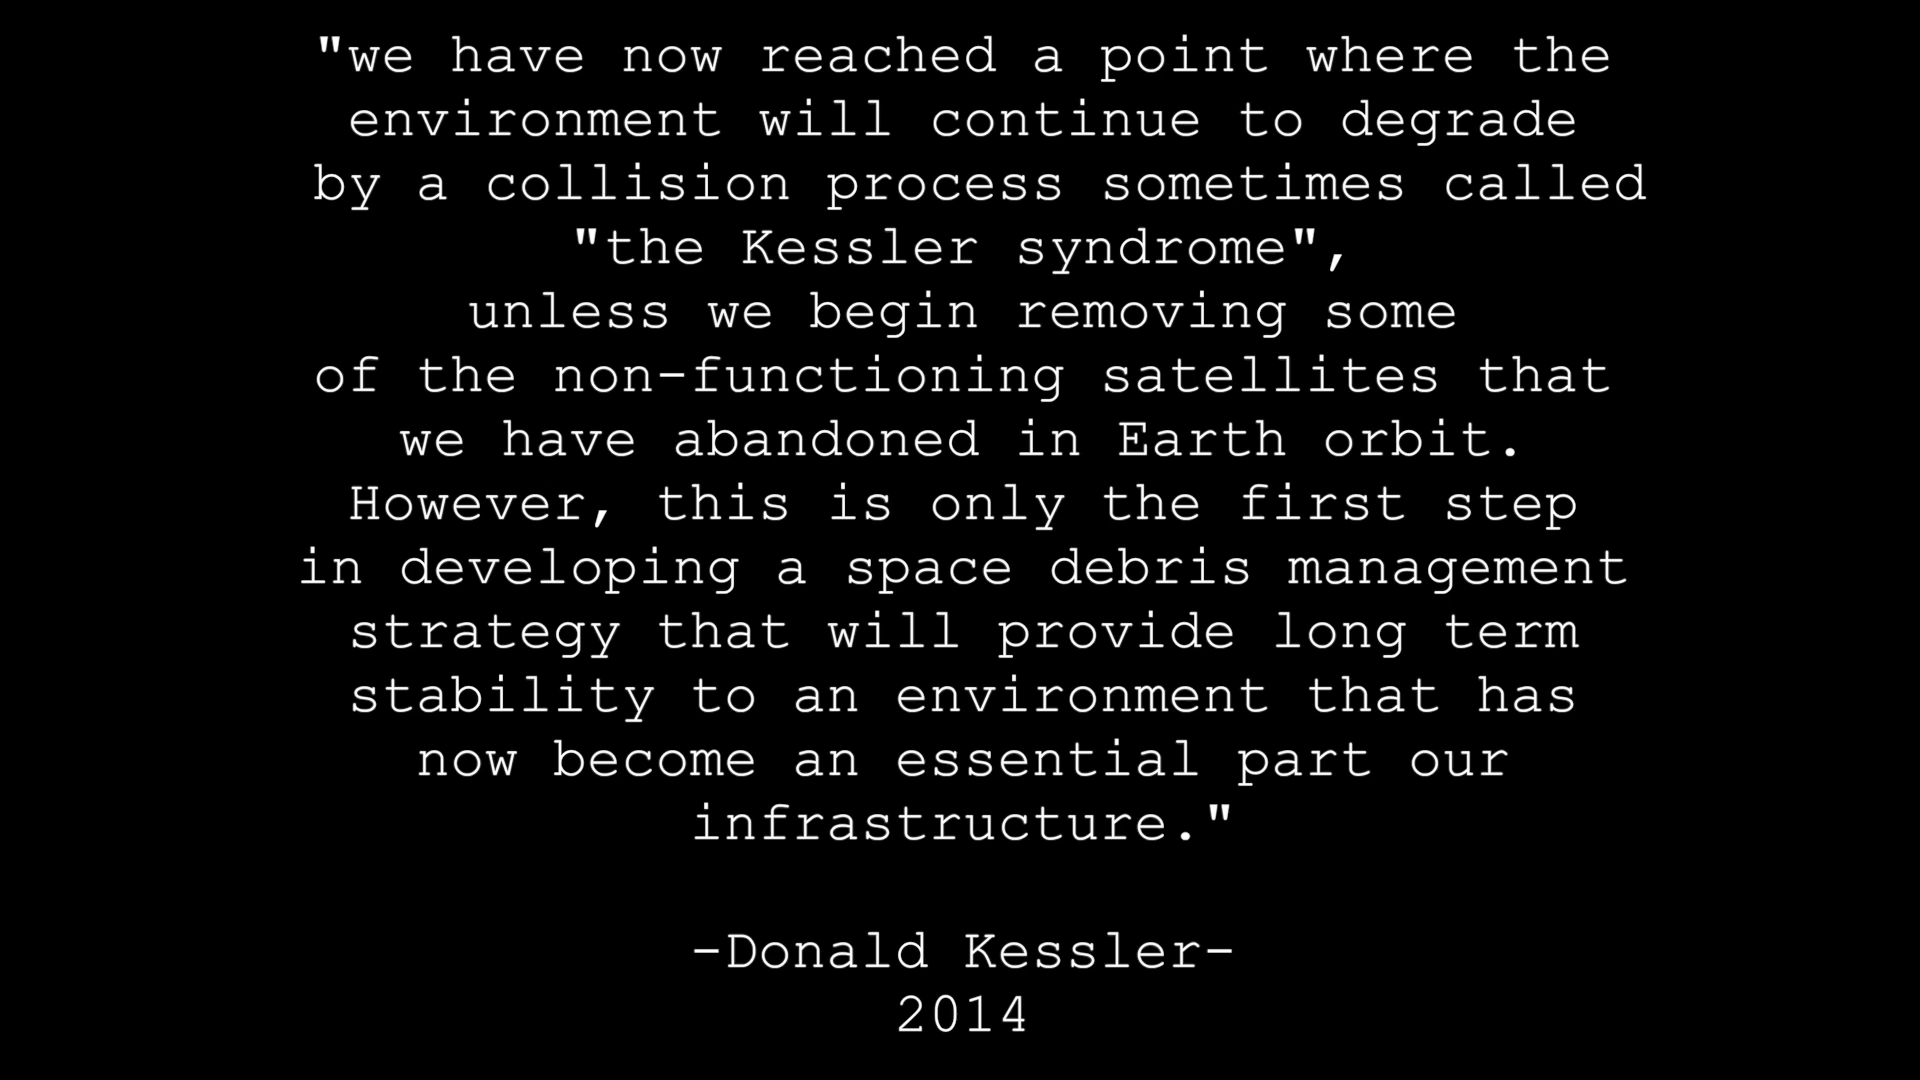 "we have now reached a point where the
environment will continue to degrade
by a collision process sometimes called
"the Kessler syndrome",
unless we begin removing some
of the non-functioning satellites that
we have abandoned in Earth orbit.
However, this is only the first step
in developing a space debris management
strategy that will provide long term
stability to an environment that has
now become an essential part our
infrastructure."
-Donald Kessler-
2014